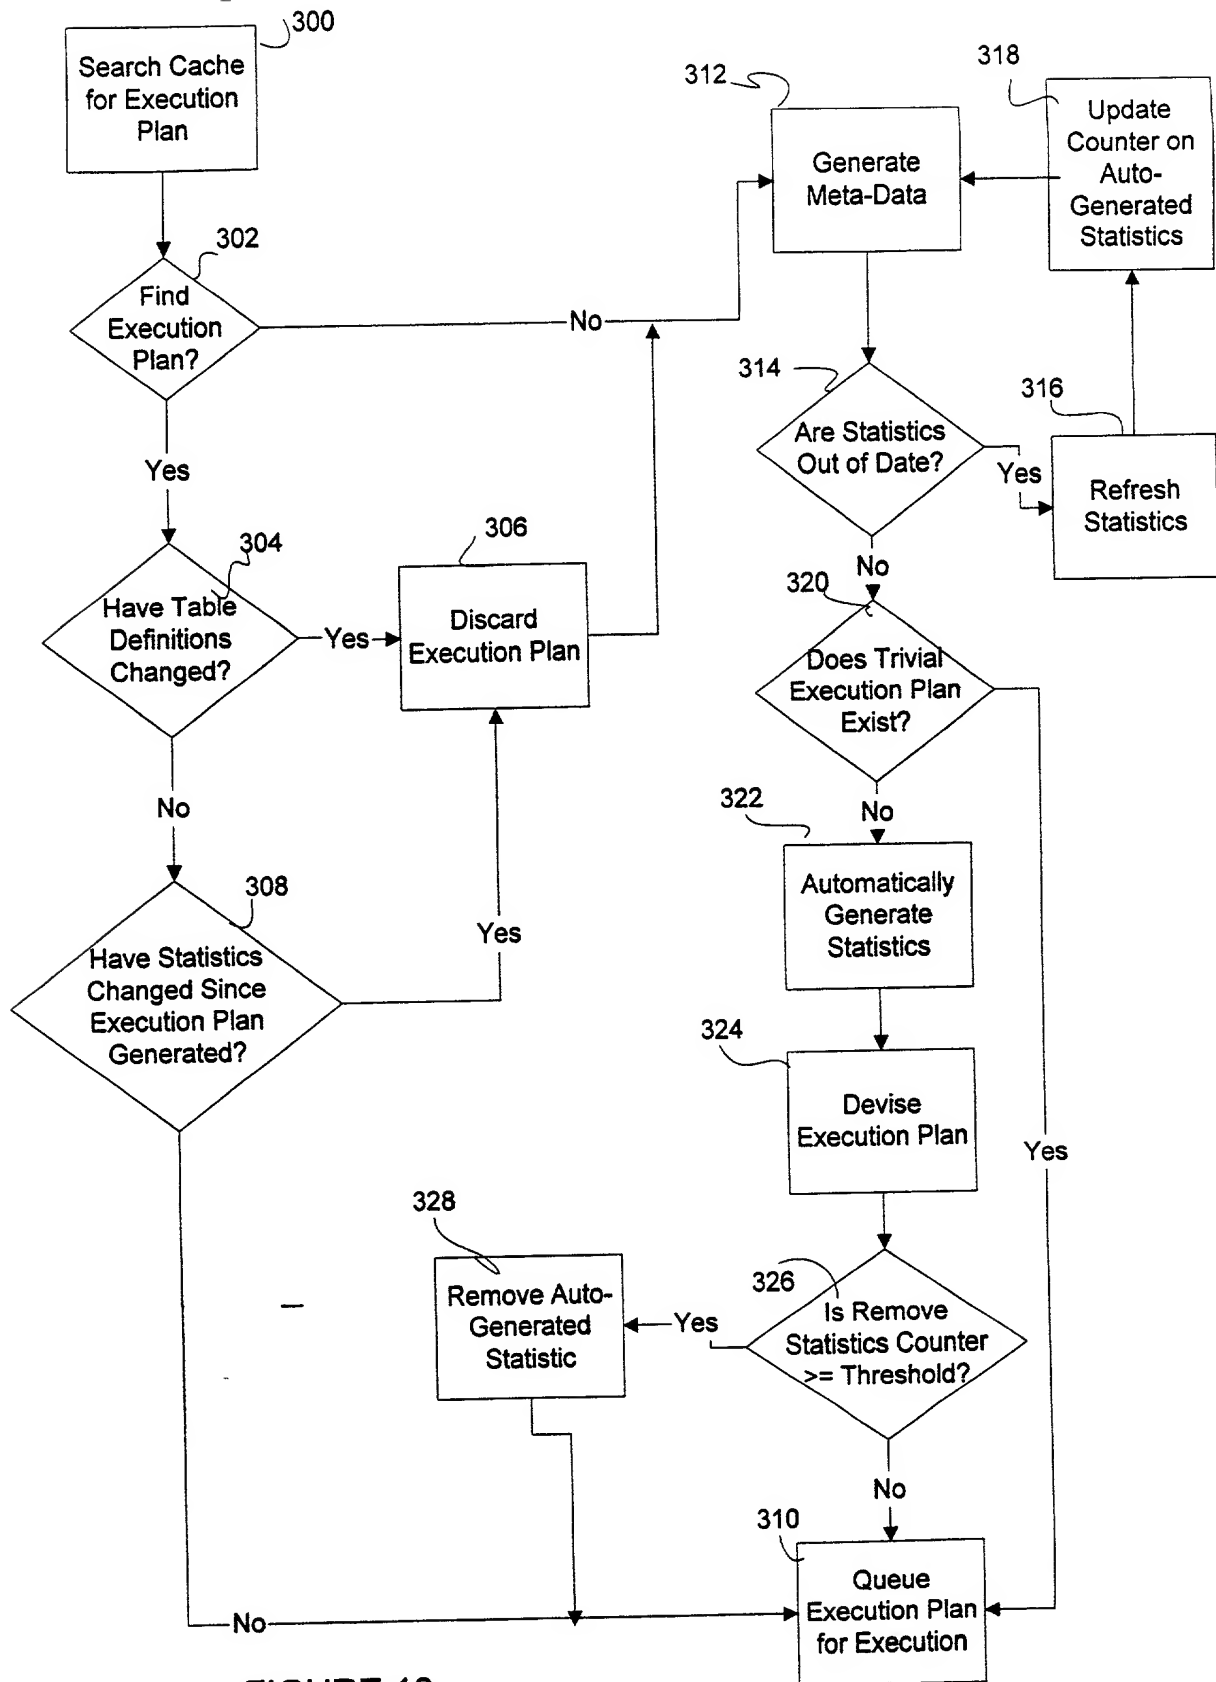 300
Search Cache
for Execution
Plan
302
Find
Execution
Plan?
No
Yes
304
Have Table
Definitions
Changed?
Yes
306
Discard
Execution Plan
No
308
Have Statistics
Changed Since
Execution Plan
Generated?
Yes
No
312
Generate
Meta-Data
318
Update
Counter on
Auto-
Generated
Statistics
314
Are Statistics
Out of Date?
Yes
316
Refresh
Statistics
No
320
Does Trivial
Execution Plan
Exist?
Yes
No
322
Automatically
Generate
Statistics
324
Devise
Execution Plan
326
Is Remove
Statistics Counter
>= Threshold?
Yes
328
Remove Auto-
Generated
Statistic
No
310
Queue
Execution Plan
for Execution